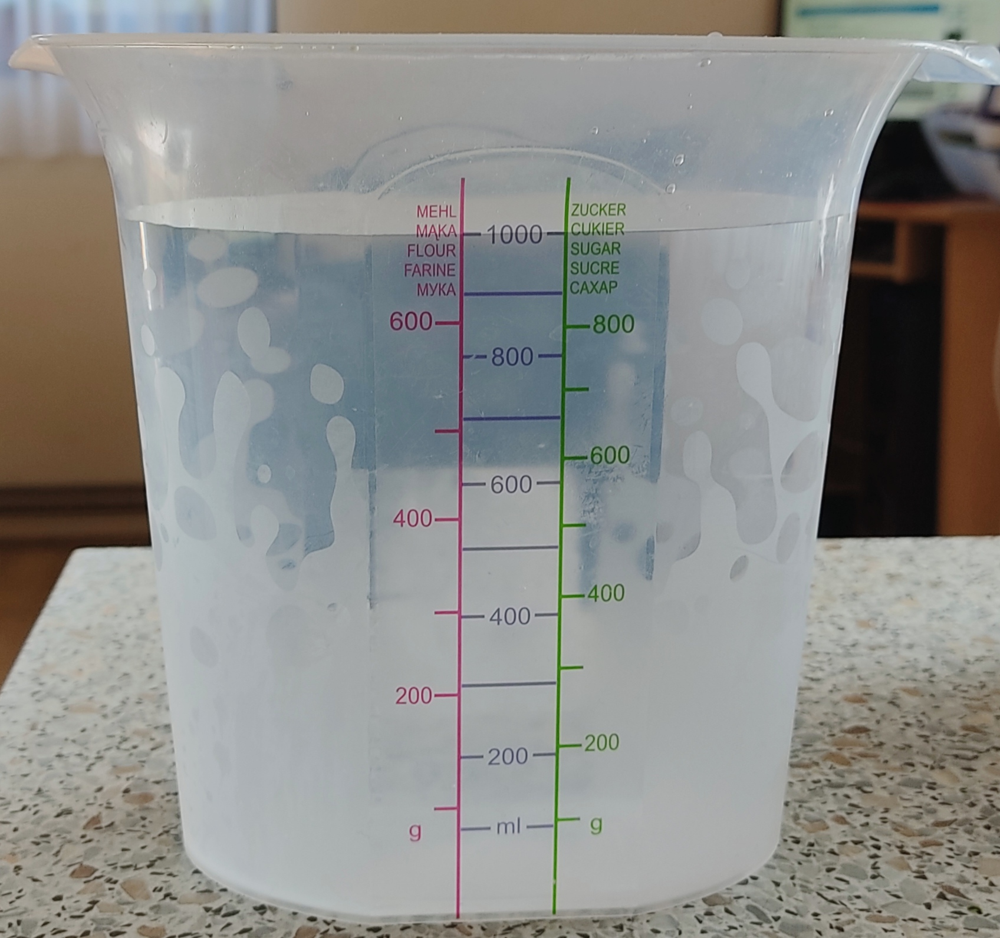 MEHL
MĄKA
FLOUR
FARINE
МУКА
ZUCKER
CUKIER
SUGAR
SUCRE
САХАР
1000
600
800
800
600
600
400
400
400
200
200
200
g
ml
g